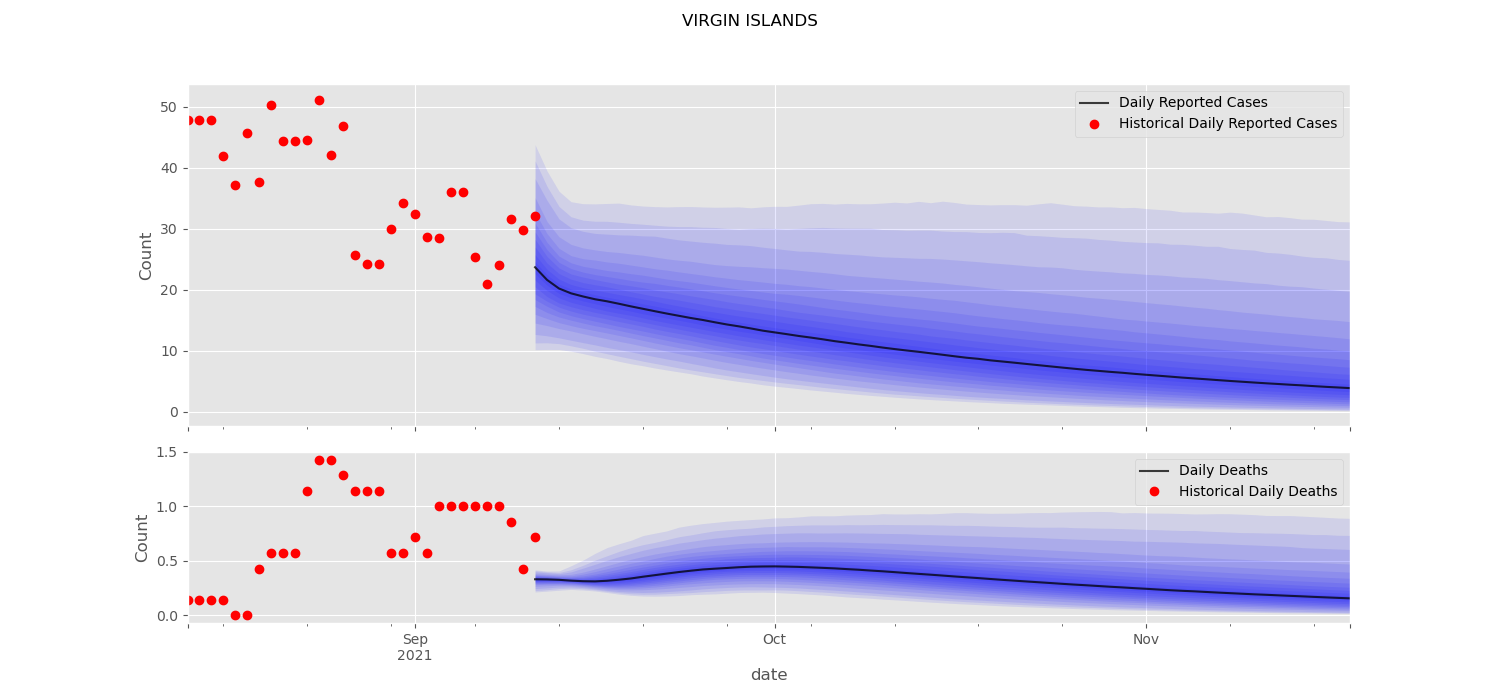 VIRGIN ISLANDS
50
40
30
20
10
0
Count
Daily Reported Cases
Historical Daily Reported Cases
1.5
1.0
0.5
0.0
Count
Daily Deaths
Historical Daily Deaths
Sep
2021
Oct
Nov
date